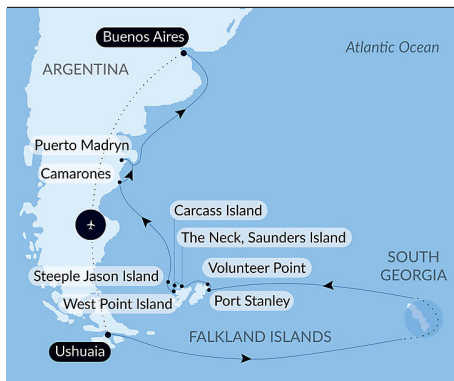 Buenos Aires
Atlantic Ocean
ARGENTINA
Puerto Madryn
Camarones
Carcass Island
The Neck, Saunders Island
Volunteer Point
SOUTH
GEORGIA
Steeple Jason Island
West Point Island
Port Stanley
FALKLAND ISLANDS
Ushuaia